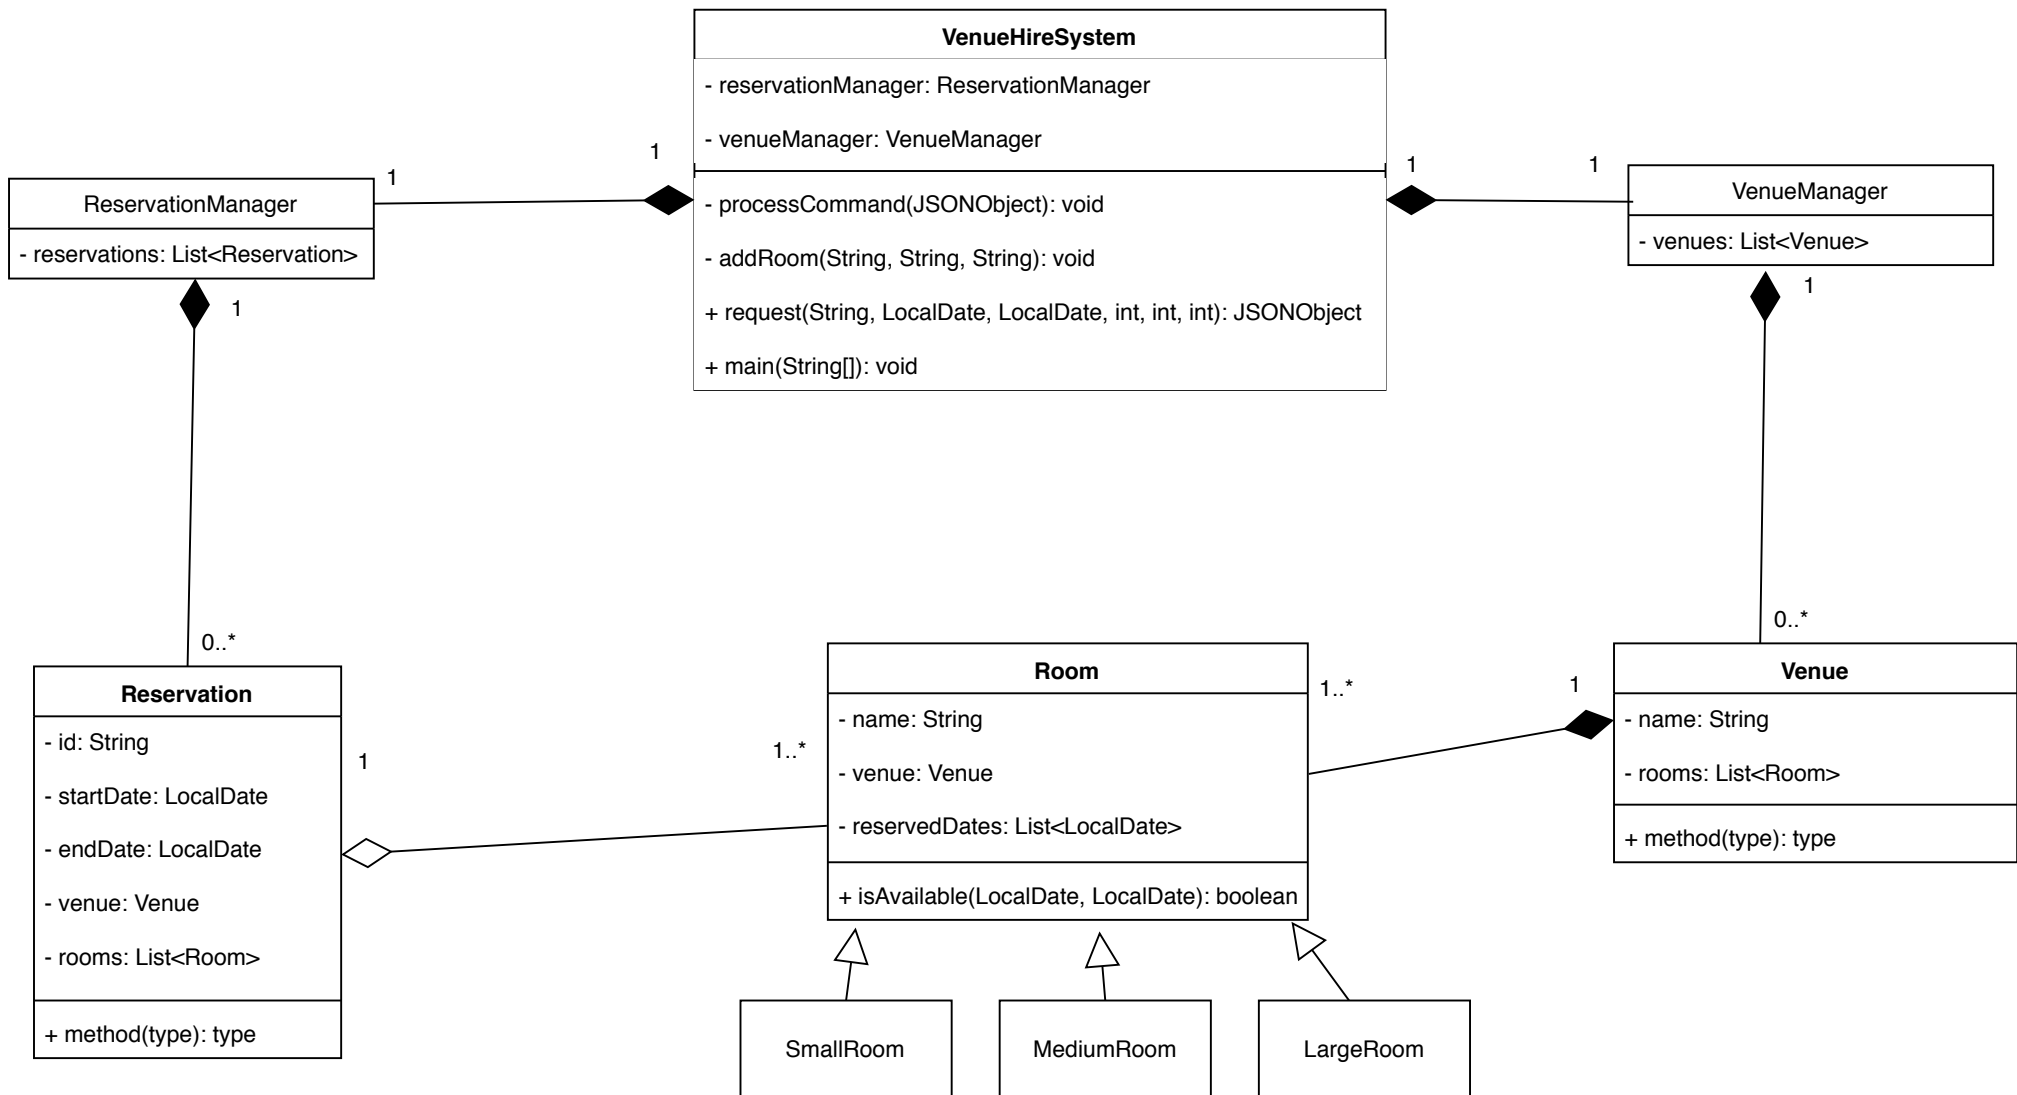 VenueHireSystem
- reservationManager: ReservationManager
- venueManager: VenueManager
- processCommand(JSONObject): void
- addRoom(String, String, String): void
+ request(String, LocalDate, LocalDate, int, int, int): JSONObject
+ main(String[]): void
1
1
1
1
ReservationManager
- reservations: List<Reservation>
1
0..*
VenueManager
- venues: List<Venue>
1
0..*
Reservation
- id: String
- startDate: LocalDate
- endDate: LocalDate
- venue: Venue
- rooms: List<Room>
+ method(type): type
1
1..*
Room
- name: String
- venue: Venue
- reservedDates: List<LocalDate>
+ isAvailable(LocalDate, LocalDate): boolean
1..*
1
Venue
- name: String
- rooms: List<Room>
+ method(type): type
SmallRoom
MediumRoom
LargeRoom